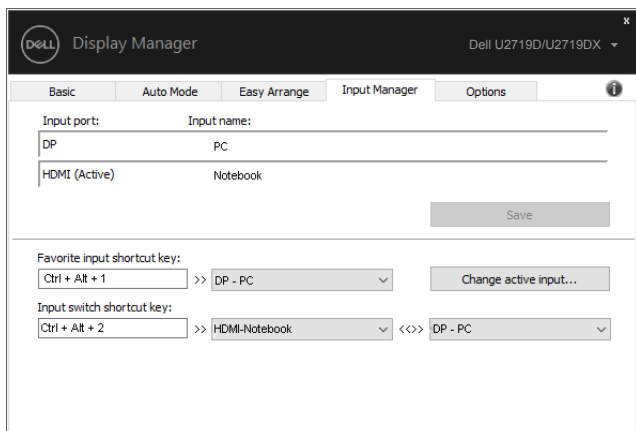 x
DELL Display Manager Dell U2719D/U2719DX
Basic Auto Mode Easy Arrange Input Manager Options i
Input port: Input name:
DP PC
HDMI (Active) Notebook
Save
Favorite input shortcut key:
Ctrl + Alt + 1 >> DP - PC Change active input...
Input switch shortcut key:
Ctrl + Alt + 2 >> HDMI-Notebook <<>> DP - PC